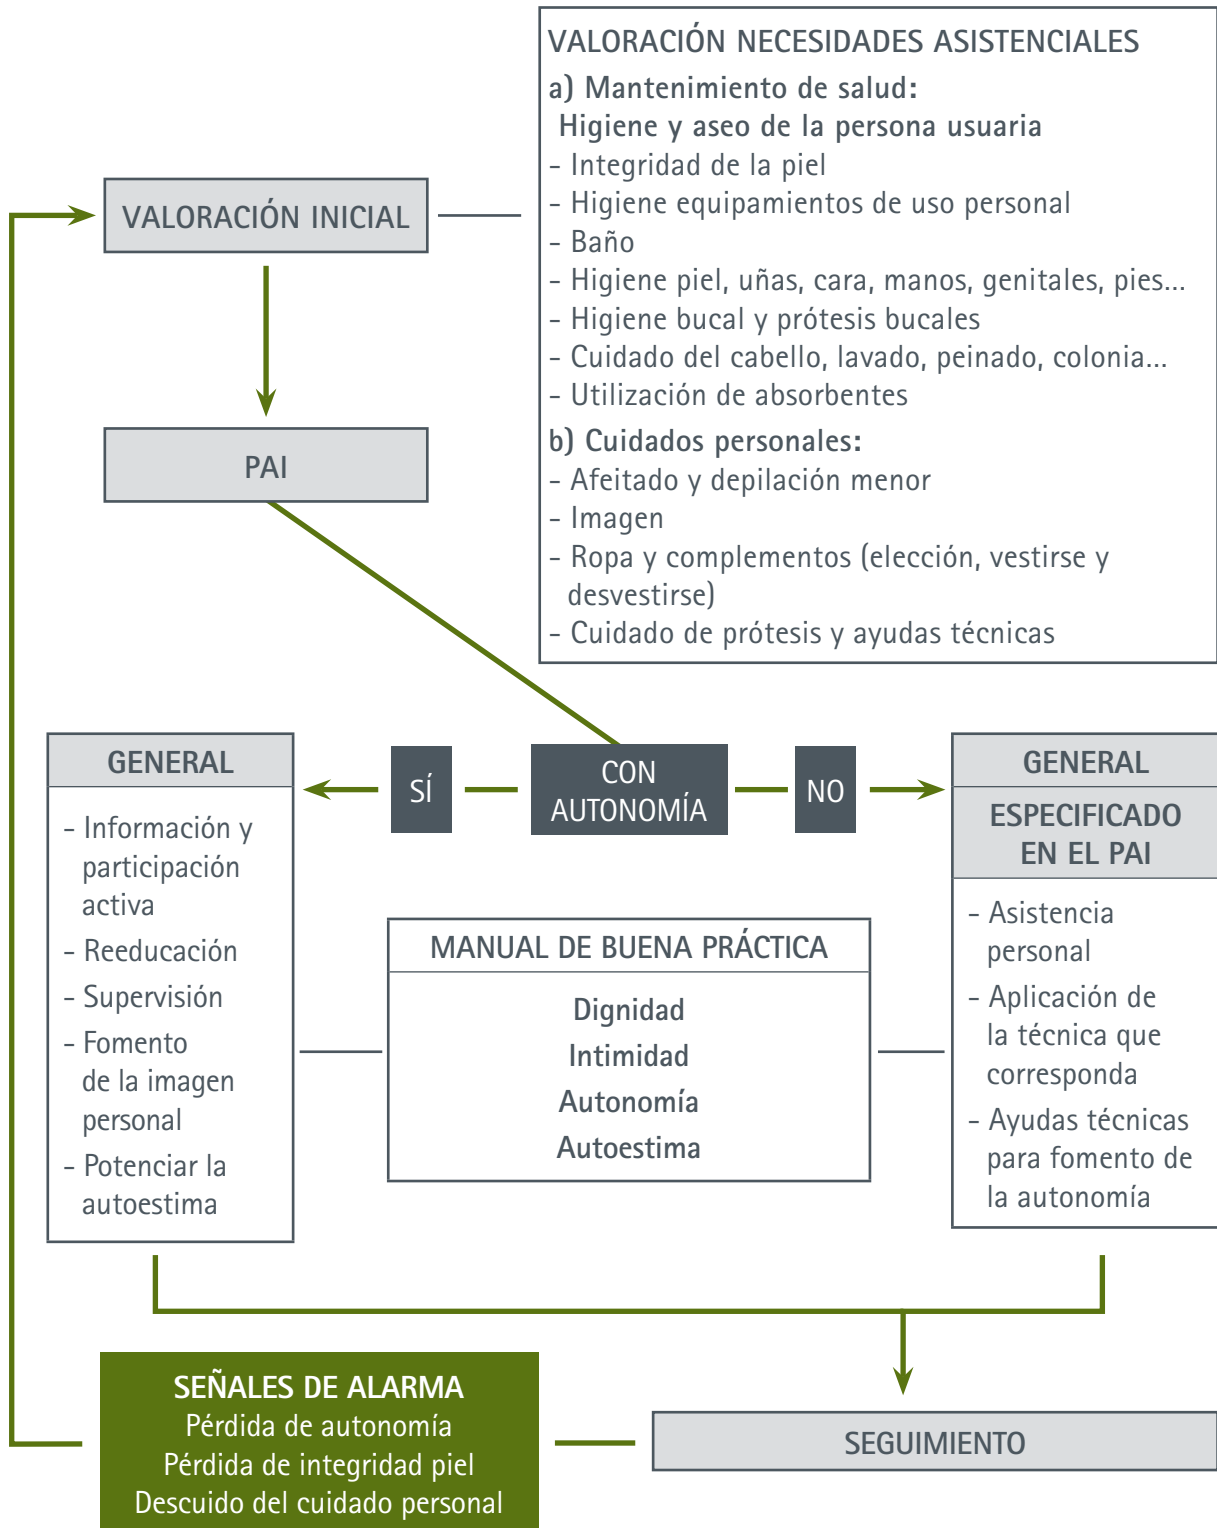 VALORACIÓN NECESIDADES ASISTENCIALES
a) Mantenimiento de salud:
Higiene y aseo de la persona usuaria
- Integridad de la piel
- Higiene equipamientos de uso personal
- Baño
- Higiene piel, uñas, cara, manos, genitales, pies...
- Higiene bucal y prótesis bucales
- Cuidado del cabello, lavado, peinado, colonia...
- Utilización de absorbentes
b) Cuidados personales:
- Afeitado y depilación menor
- Imagen
- Ropa y complementos (elección, vestirse y
desvestirse)
- Cuidado de prótesis y ayudas técnicas
VALORACIÓN INICIAL
PAI
CON
AUTONOMÍA
SÍ
NO
GENERAL
- Información y
participación
activa
- Reeducación
- Supervisión
- Fomento
de la imagen
personal
- Potenciar la
autoestima
MANUAL DE BUENA PRÁCTICA
Dignidad
Intimidad
Autonomía
Autoestima
GENERAL
ESPECIFICADO
EN EL PAI
- Asistencia
personal
- Aplicación de
la técnica que
corresponda
- Ayudas técnicas
para fomento de
la autonomía
SEÑALES DE ALARMA
Pérdida de autonomía
Pérdida de integridad piel
Descuido del cuidado personal
SEGUIMIENTO